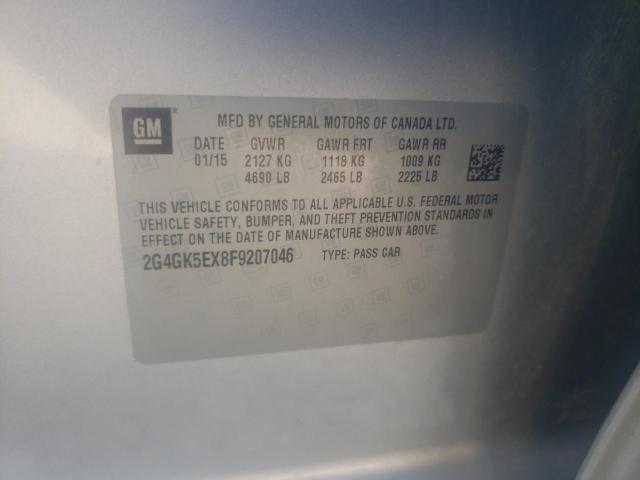 GM
MFD BY GENERAL MOTORS OF CANADA LTD.
DATE GVWR GAWR FRT GAWR RR
01/15 2127 KG 1118 KG 1009 KG
4690 LB 2465 LB 2225 LB
THIS VEHICLE CONFORMS TO ALL APPLICABLE U.S. FEDERAL MOTOR
VEHICLE SAFETY, BUMPER, AND THEFT PREVENTION STANDARDS IN
EFFECT ON THE DATE OF MANUFACTURE SHOWN ABOVE.
2G4GK5EX8F9207046 TYPE: PASS CAR